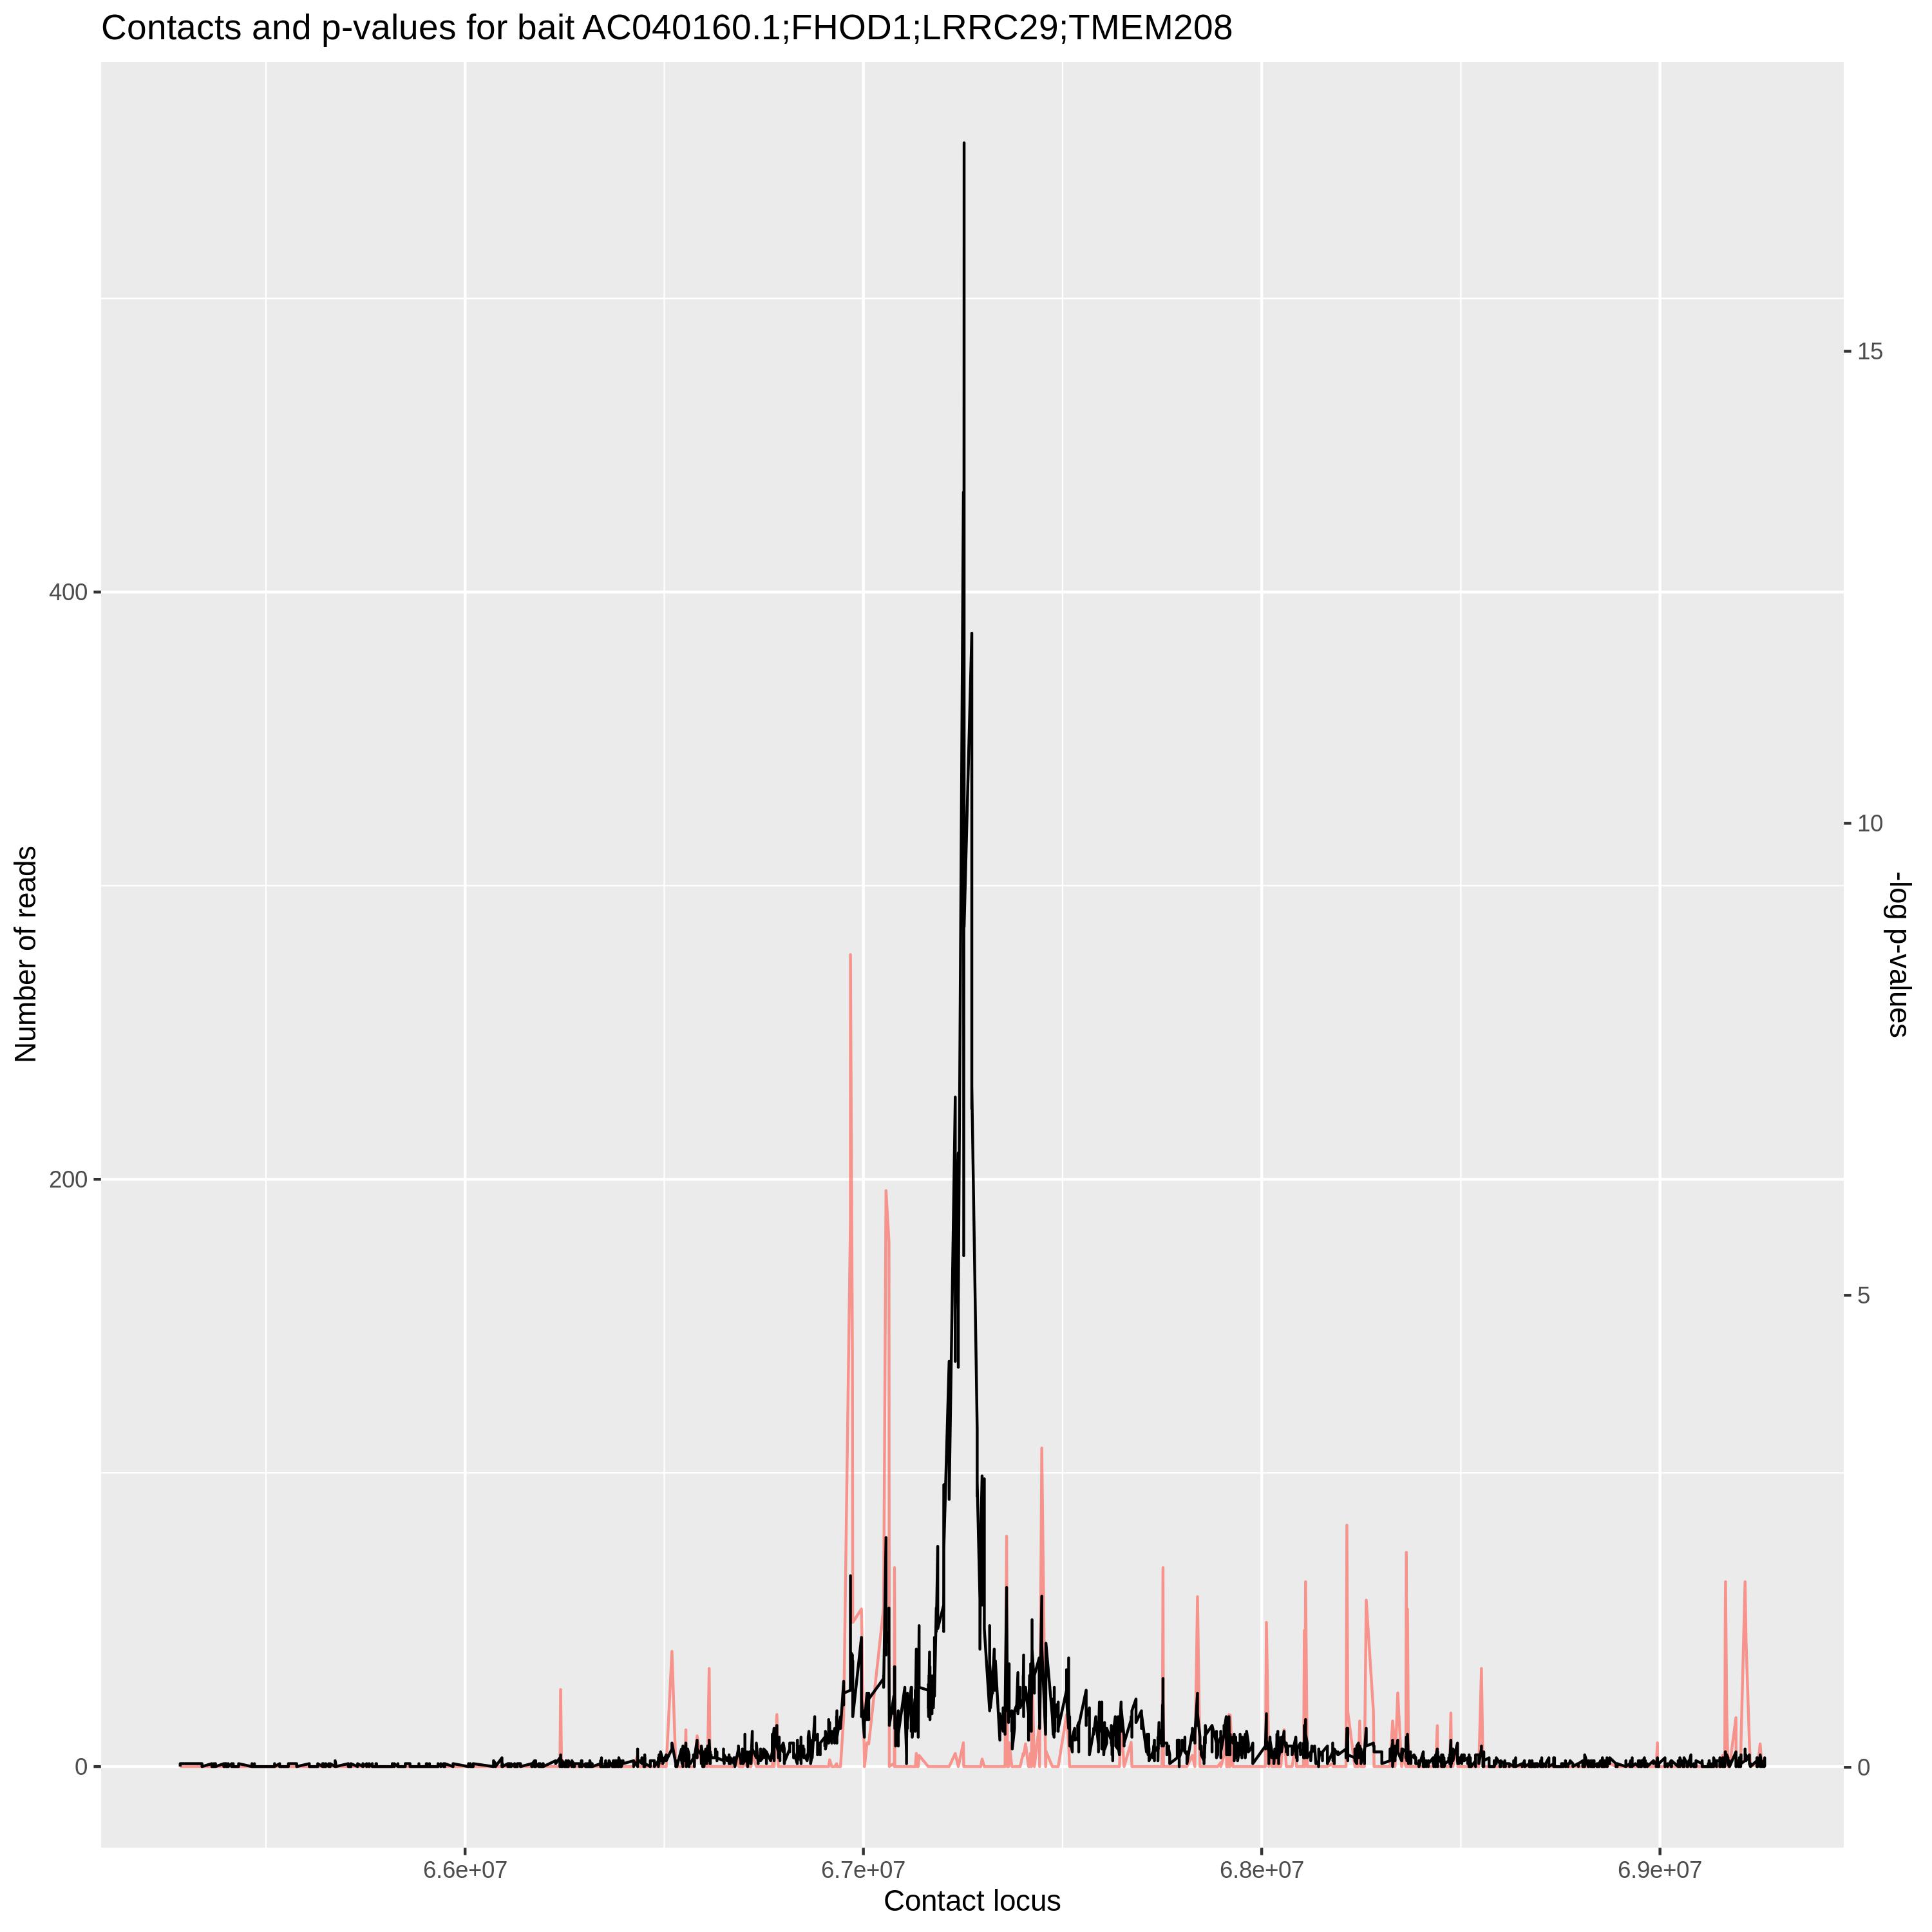 Contacts and p-values for bait AC040160.1;FHOD1;LRRC29;TMEM208
Number of reads
400
200
0
15
10
5
0
-log p-values
6.6e+07 6.7e+07 6.8e+07 6.9e+07
Contact locus